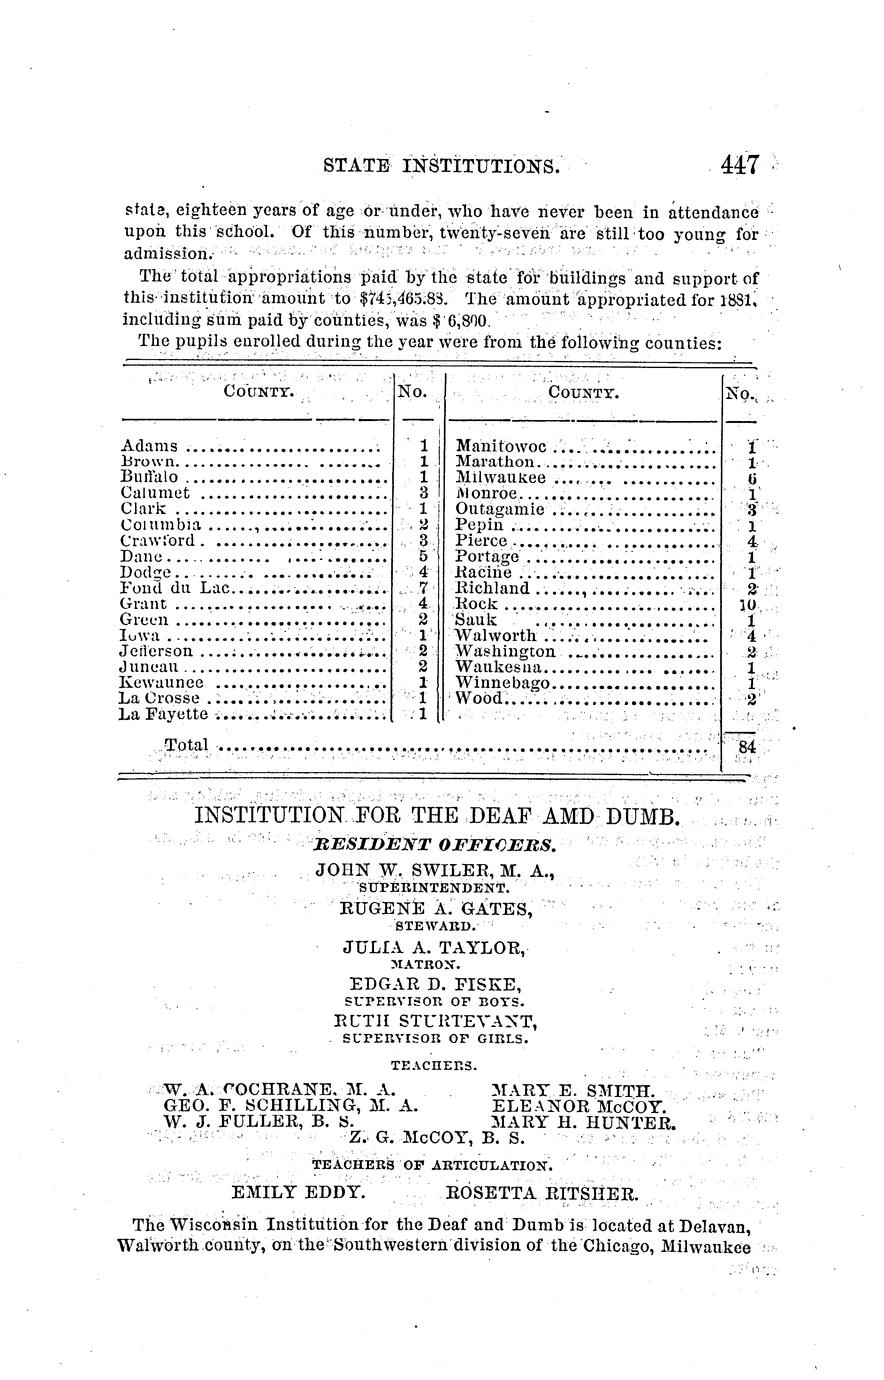 STATE INSTITUTIONS. 447
state, eighteen years of age or under, who have never been in attendance
upon this school. Of this number, twenty-seven are still too young for
admission.
The total appropriations paid by the state for buildings and support of
this institution amount to $745,465.83. The amount appropriated for 1881,
including sum paid by counties, was $ 6,800.
The pupils enrolled during the year were from the following counties:
COUNTY. No. COUNTY. No.
Adams 1 Manitowoc 1
Brown 1 Marathon 1
Buffalo 1 Milwaukee 6
Calumet 3 Monroe 1
Clark 1 Outagamie 3
Columbia 2 Pepin 1
Crawford 3 Pierce 4
Dane 5 Portage 1
Dodge 4 Racine 1
Fond du Lac 7 Richland 2
Grant 4 Rock 10
Green 2 Sauk 1
Iowa 1 Walworth 4
Jefferson 2 Washington 2
Juneau 2 Waukesha 1
Kewaunee 1 Winnebago 1
La Crosse 1 Wood 2
La Fayette 1
Total 84
INSTITUTION FOR THE DEAF AMD DUMB.
RESIDENT OFFICERS.
JOHN W. SWILER, M. A.,
SUPERINTENDENT.
RUGENE A. GATES,
STEWARD.
JULIA A. TAYLOR,
MATRON.
EDGAR D. FISKE,
SUPERVISOR OF BOYS.
RUTH STURTEVANT,
SUPERVISOR OF GIRLS.
TEACHERS.
W. A. COCHRANE, M. A. MARY E. SMITH.
GEO. F. SCHILLING, M. A. ELEANOR McCOY.
W. J. FULLER, B. S. MARY H. HUNTER.
Z. G. McCOY, B. S.
TEACHERS OF ARTICULATION.
EMILY EDDY. ROSETTA RITSHER.
The Wisconsin Institution for the Deaf and Dumb is located at Delavan,
Walworth county, on the Southwestern division of the Chicago, Milwaukee